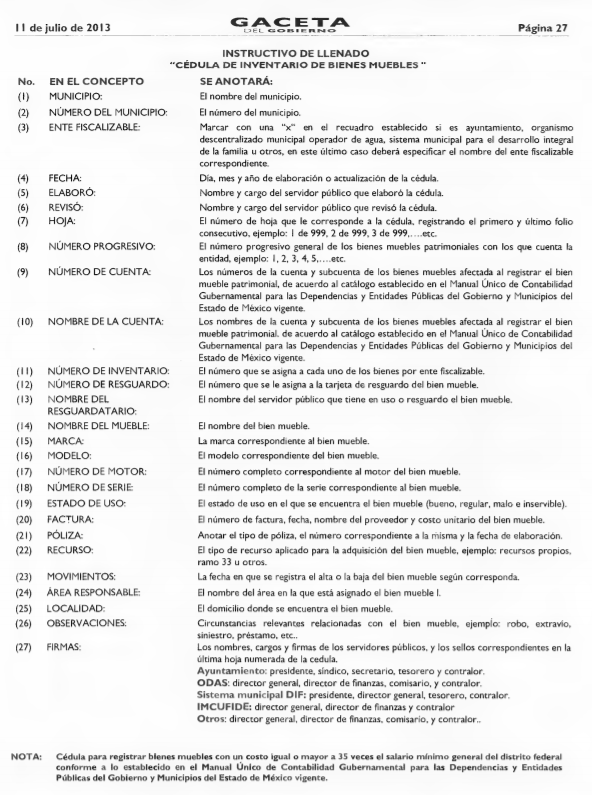 11 de julio de 2013
GACETA
DEL GOBIERNO
Página 27
INSTRUCTIVO DE LLENADO
"CÉDULA DE INVENTARIO DE BIENES MUEBLES "
No. EN EL CONCEPTO SE ANOTARÁ:
(1) MUNICIPIO: El nombre del municipio.
(2) NÚMERO DEL MUNICIPIO: El número del municipio.
(3) ENTE FISCALIZABLE: Marcar con una "x" en el recuadro establecido si es ayuntamiento, organismo
descentralizado municipal operador de agua, sistema municipal para el desarrollo integral
de la familia u otros, en este último caso deberá especificar el nombre del ente fiscalizable
correspondiente.
(4) FECHA: Día, mes y año de elaboración o actualización de la cédula.
(5) ELABORÓ: Nombre y cargo del servidor público que elaboró la cédula.
(6) REVISÓ: Nombre y cargo del servidor público que revisó la cédula.
(7) HOJA: El número de hoja que le corresponde a la cédula, registrando el primero y último folio
consecutivo, ejemplo: 1 de 999, 2 de 999, 3 de 999,....etc.
(8) NÚMERO PROGRESIVO: El número progresivo general de los bienes muebles patrimoniales con los que cuenta la
entidad, ejemplo: 1, 2, 3, 4, 5,....etc.
(9) NÚMERO DE CUENTA: Los números de la cuenta y subcuenta de los bienes muebles afectada al registrar el bien
mueble patrimonial, de acuerdo al catálogo establecido en el Manual Único de Contabilidad
Gubernamental para las Dependencias y Entidades Públicas del Gobierno y Municipios del
Estado de México vigente.
(10) NOMBRE DE LA CUENTA: Los nombres de la cuenta y subcuenta de los bienes muebles afectada al registrar el bien
mueble patrimonial, de acuerdo al catálogo establecido en el Manual Único de Contabilidad
Gubernamental para las Dependencias y Entidades Públicas del Gobierno y Municipios del
Estado de México vigente.
(11) NÚMERO DE INVENTARIO: El número que se asigna a cada uno de los bienes por ente fiscalizable.
(12) NÚMERO DE RESGUARDO: El número que se le asigna a la tarjeta de resguardo del bien mueble.
(13) NOMBRE DEL El nombre del servidor público que tiene en uso o resguardo el bien mueble.
RESGUARDATARIO:
(14) NOMBRE DEL MUEBLE: El nombre del bien mueble.
(15) MARCA: La marca correspondiente al bien mueble.
(16) MODELO: El modelo correspondiente del bien mueble.
(17) NÚMERO DE MOTOR: El número completo correspondiente al motor del bien mueble.
(18) NÚMERO DE SERIE: El número completo de la serie correspondiente al bien mueble.
(19) ESTADO DE USO: El estado de uso en el que se encuentra el bien mueble (bueno, regular, malo e inservible).
(20) FACTURA: El número de factura, fecha, nombre del proveedor y costo unitario del bien mueble.
(21) PÓLIZA: Anotar el tipo de póliza, el número correspondiente a la misma y la fecha de elaboración.
(22) RECURSO: El tipo de recurso aplicado para la adquisición del bien mueble, ejemplo: recursos propios,
ramo 33 u otros.
(23) MOVIMIENTOS: La fecha en que se registra el alta o la baja del bien mueble según corresponda.
(24) ÁREA RESPONSABLE: El nombre del área en la que está asignado el bien mueble l.
(25) LOCALIDAD: El domicilio donde se encuentra el bien mueble.
(26) OBSERVACIONES: Circunstancias relevantes relacionadas con el bien mueble, ejemplo: robo, extravío,
siniestro, préstamo, etc..
(27) FIRMAS: Los nombres, cargos y firmas de los servidores públicos, y los sellos correspondientes en la
última hoja numerada de la cedula.
Ayuntamiento: presidente, síndico, secretario, tesorero y contralor.
ODAS: director general, director de finanzas, comisario, y contralor.
Sistema municipal DIF: presidente, director general, tesorero, contralor.
IMCUFIDE: director general, director de finanzas y contralor
Otros: director general, director de finanzas, comisario, y contralor..
NOTA: Cédula para registrar bienes muebles con un costo igual o mayor a 35 veces el salario mínimo general del distrito federal
conforme a lo establecido en el Manual Único de Contabilidad Gubernamental para las Dependencias y Entidades
Públicas del Gobierno y Municipios del Estado de México vigente.